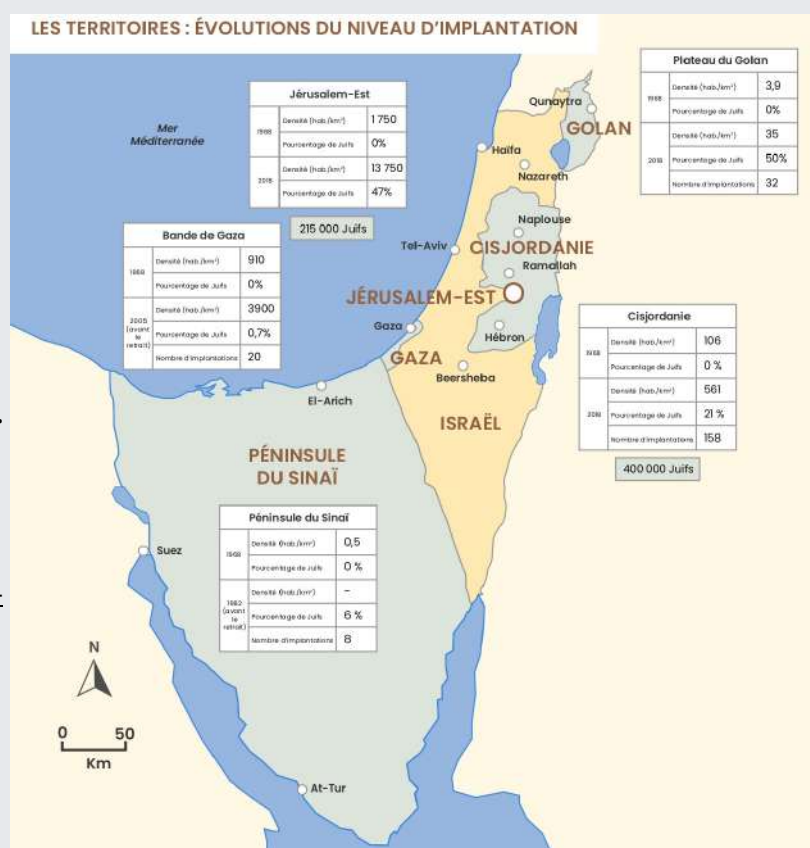 LES TERRITOIRES : ÉVOLUTIONS DU NIVEAU D'IMPLANTATION
Mer
Méditerranée
Jérusalem-Est
1968
Densité (hab./km²) 1 750
Pourcentage de Juifs 0%
2018
Densité (hab./km²) 13 750
Pourcentage de Juifs 47%
215 000 Juifs
Plateau du Golan
1968
Densité (hab./km²) 3,9
Pourcentage de Juifs 0%
2018
Densité (hab./km²) 35
Pourcentage de Juifs 50%
Nombre d'implantations 32
Bande de Gaza
1968
Densité (hab./km²) 910
Pourcentage de Juifs 0%
2005
(avant
le
retrait)
Densité (hab./km²) 3900
Pourcentage de Juifs 0,7%
Nombre d'implantations 20
Qunaytra
GOLAN
Haïfa
Nazareth
Naplouse
Tel-Aviv
CISJORDANIE
Ramallah
JÉRUSALEM-EST
Gaza
Hébron
GAZA
Beersheba
El-Arich
ISRAËL
Cisjordanie
1968
Densité (hab./km²) 106
Pourcentage de Juifs 0 %
2018
Densité (hab./km²) 561
Pourcentage de Juifs 21 %
Nombre d'implantations 158
400 000 Juifs
PÉNINSULE
DU SINAÏ
Péninsule du Sinaï
1968
Densité (hab./km²) 0,5
Pourcentage de Juifs 0 %
1982
(avant
le
retrait)
Densité (hab./km²) -
Pourcentage de Juifs 6 %
Nombre d'implantations 8
Suez
N
0 50
Km
At-Tur